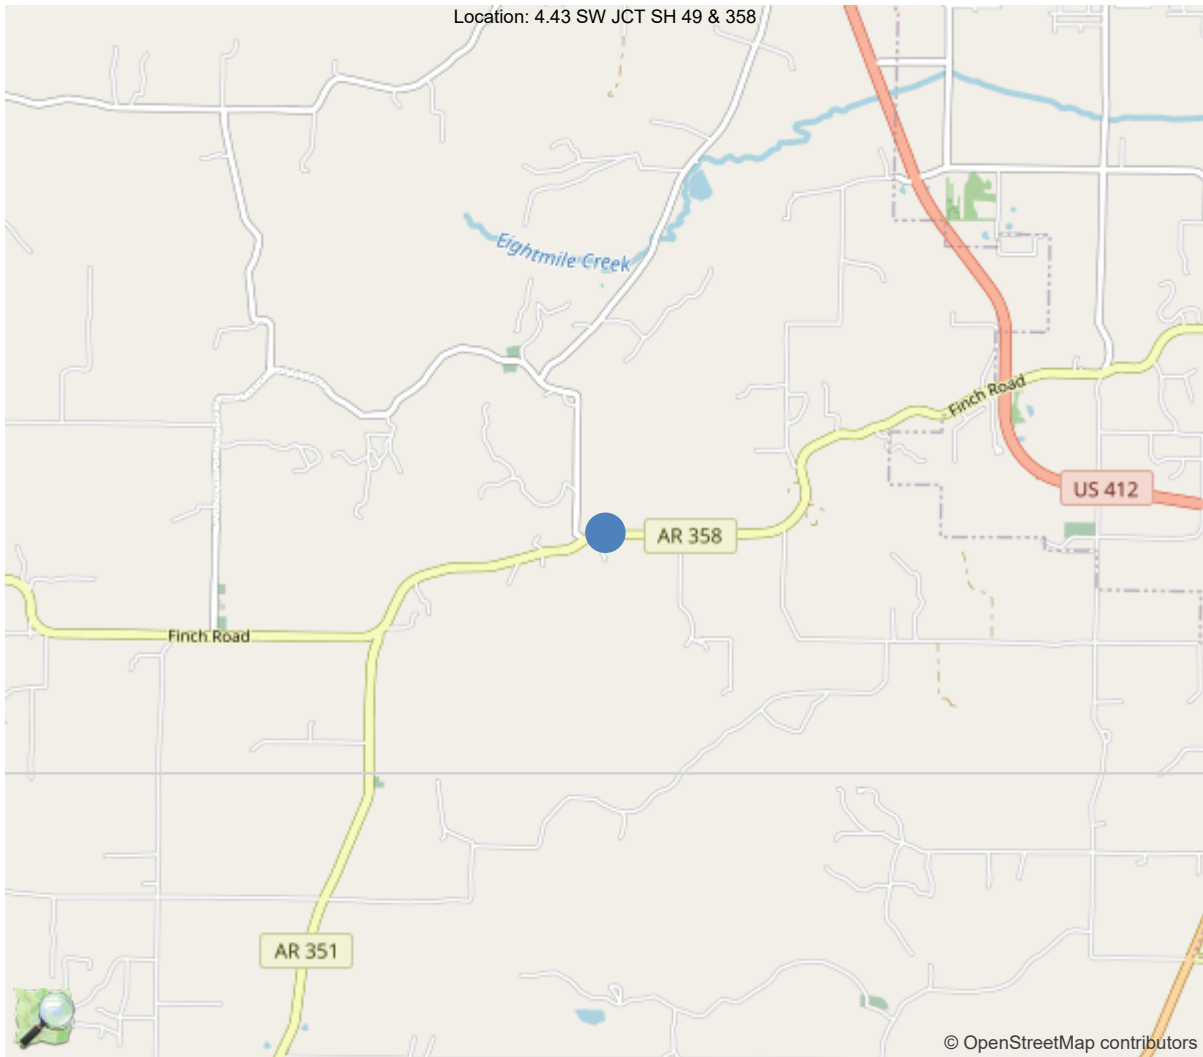 Location: 4.43 SW JCT SH 49 & 358
Eightmile Creek
Finch Road
US 412
AR 358
Finch Road
AR 351
© OpenStreetMap contributors